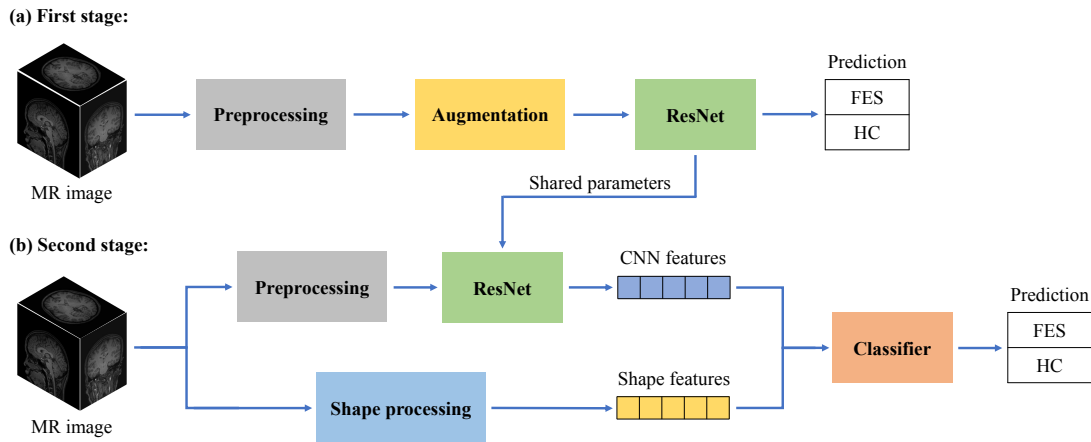 (a) First stage:
Prediction
Preprocessing
Augmentation
ResNet
FES
HC
MR image
Shared parameters
(b) Second stage:
CNN features
Preprocessing
ResNet
Prediction
FES
Classifier
HC
Shape features
Shape processing
MR image